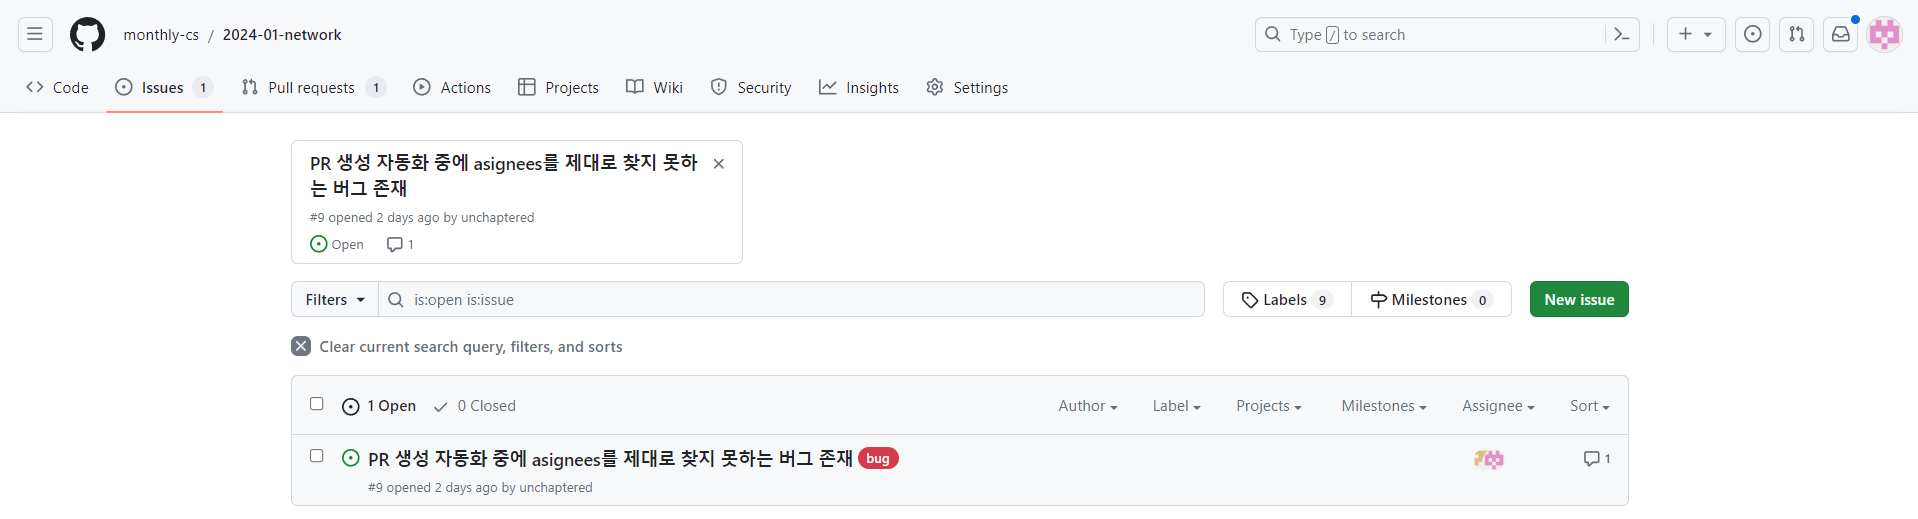 monthly-cs / 2024-01-network
Type / to search
Code
Issues 1
Pull requests 1
Actions
Projects
Wiki
Security
Insights
Settings
PR 생성 자동화 중에 asignees를 제대로 찾지 못하
는 버그 존재
#9 opened 2 days ago by unchaptered
Open 1
Filters
is:open is:issue
Labels 9
Milestones 0
New issue
Clear current search query, filters, and sorts
1 Open 0 Closed
Author
Label
Projects
Milestones
Assignee
Sort
PR 생성 자동화 중에 asignees를 제대로 찾지 못하는 버그 존재 bug
1
#9 opened 2 days ago by unchaptered